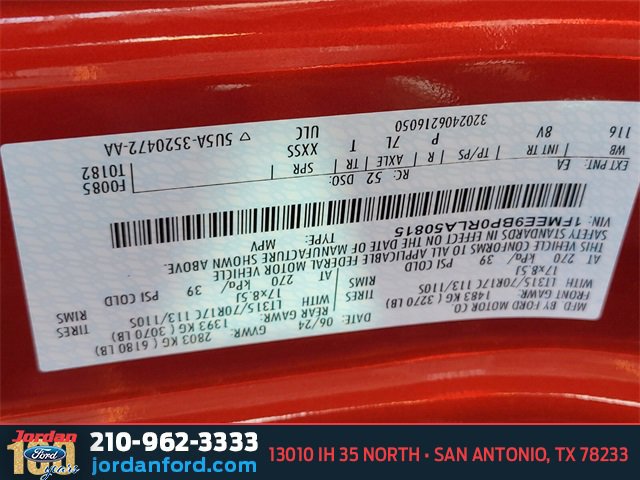 MFD BY FORD MOTOR CO
DATE: 06/24 GVWR: 2803 KG ( 6180 LB)
FRONT GAWR: 1483 KG ( 3270 LB) REAR GAWR: 1393 KG ( 3070 LB)
LT315/70R17C 113/110S RIMS WITH LT315/70R17C 113/110S RIMS
17x8.5J 17x8.5J
AT 270 kPa/ 39 PSI COLD AT 270 kPa/ 39 PSI COLD
THIS VEHICLE CONFORMS TO ALL APPLICABLE FEDERAL MOTOR VEHICLE
SAFETY STANDARDS IN EFFECT ON THE DATE OF MANUFACTURE SHOWN ABOVE.
VIN: 1FMEE9BP0RLA50815 TYPE: MPV
EXT PNT: EA RC: 52 DSO: F0085
T0182
WB INT TR TP/PS R AXLE TR SPR
116 8V P 7L T XXSS
ULC
3202406216050 ▽ 5U5A-3520472-AA
Jordan
Ford
100
years
210-962-3333
jordanford.com
13010 IH 35 NORTH • SAN ANTONIO, TX 78233